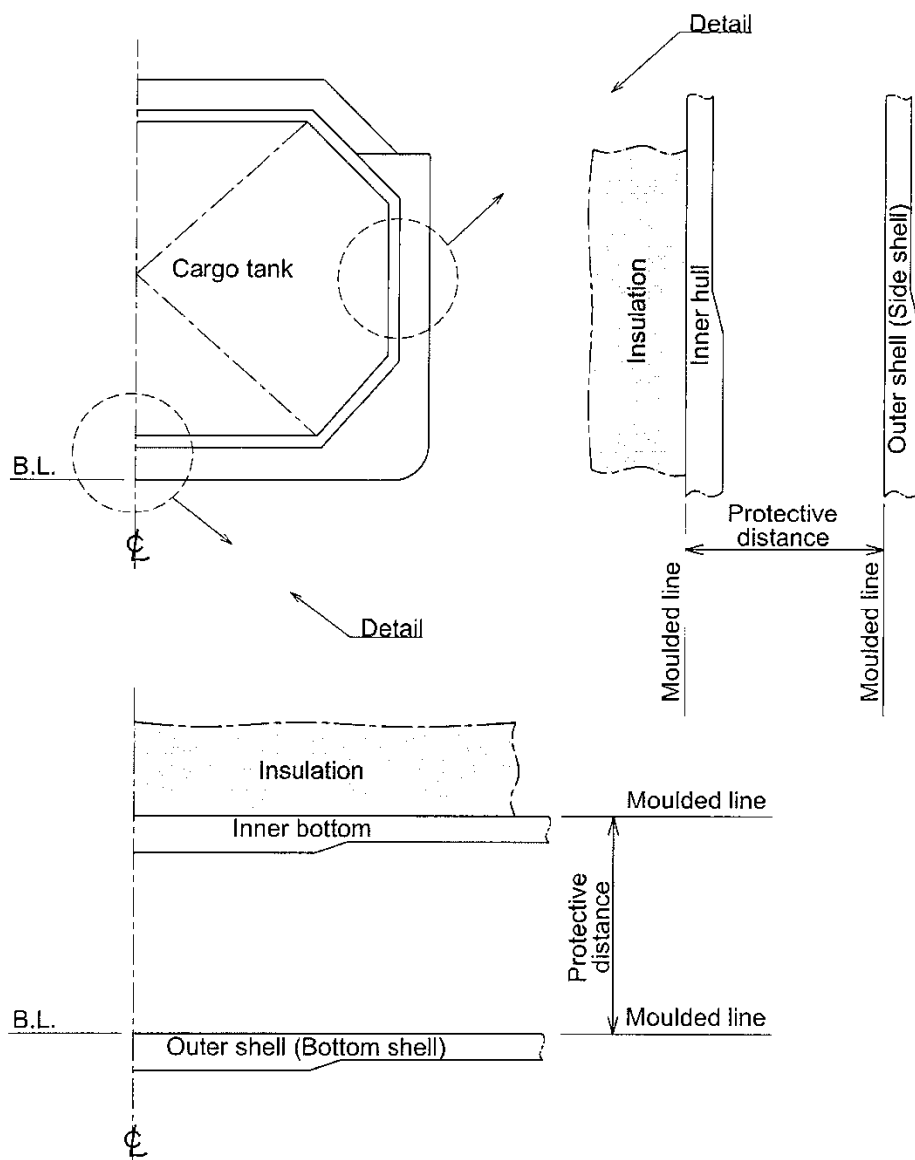 Detail
Cargo tank
B.L.
℄
Insulation
Inner hull
Outer shell (Side shell)
Protective
distance
Moulded line
Moulded line
Detail
Insulation
Inner bottom
Moulded line
Protective
distance
B.L.
Moulded line
Outer shell (Bottom shell)
℄